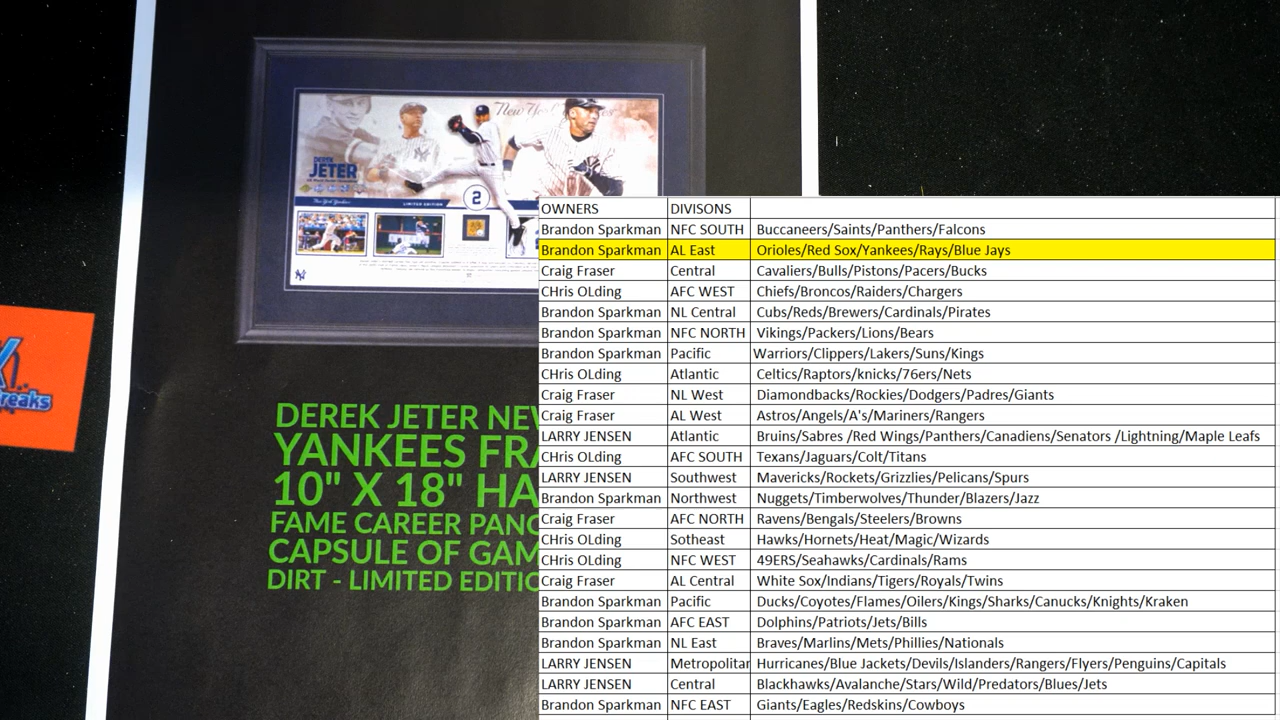 New York
DEREK
JETER
2
New York Yankees LIMITED EDITION
reaks
DEREK JETER NE
YANKEES FRA
10" X 18" HA
FAME CAREER PANO
CAPSULE OF GAM
DIRT - LIMITED EDITIO
OWNERS DIVISONS
Brandon Sparkman NFC SOUTH Buccaneers/Saints/Panthers/Falcons
Brandon Sparkman AL East Orioles/Red Sox/Yankees/Rays/Blue Jays
Craig Fraser Central Cavaliers/Bulls/Pistons/Pacers/Bucks
CHris OLding AFC WEST Chiefs/Broncos/Raiders/Chargers
Brandon Sparkman NL Central Cubs/Reds/Brewers/Cardinals/Pirates
Brandon Sparkman NFC NORTH Vikings/Packers/Lions/Bears
Brandon Sparkman Pacific Warriors/Clippers/Lakers/Suns/Kings
CHris OLding Atlantic Celtics/Raptors/knicks/76ers/Nets
Craig Fraser NL West Diamondbacks/Rockies/Dodgers/Padres/Giants
Craig Fraser AL West Astros/Angels/A's/Mariners/Rangers
LARRY JENSEN Atlantic Bruins/Sabres /Red Wings/Panthers/Canadiens/Senators /Lightning/Maple Leafs
CHris OLding AFC SOUTH Texans/Jaguars/Colt/Titans
LARRY JENSEN Southwest Mavericks/Rockets/Grizzlies/Pelicans/Spurs
Brandon Sparkman Northwest Nuggets/Timberwolves/Thunder/Blazers/Jazz
Craig Fraser AFC NORTH Ravens/Bengals/Steelers/Browns
CHris OLding Sotheast Hawks/Hornets/Heat/Magic/Wizards
CHris OLding NFC WEST 49ERS/Seahawks/Cardinals/Rams
Craig Fraser AL Central White Sox/Indians/Tigers/Royals/Twins
Brandon Sparkman Pacific Ducks/Coyotes/Flames/Oilers/Kings/Sharks/Canucks/Knights/Kraken
Brandon Sparkman AFC EAST Dolphins/Patriots/Jets/Bills
Brandon Sparkman NL East Braves/Marlins/Mets/Phillies/Nationals
LARRY JENSEN Metropolitar Hurricanes/Blue Jackets/Devils/Islanders/Rangers/Flyers/Penguins/Capitals
LARRY JENSEN Central Blackhawks/Avalanche/Stars/Wild/Predators/Blues/Jets
Brandon Sparkman NFC EAST Giants/Eagles/Redskins/Cowboys